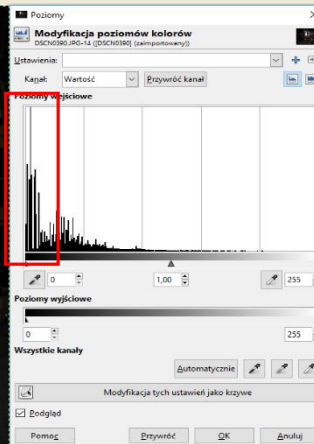 Poziomy
Modyfikacja poziomów kolorów
DSCN0390.JPG-14 ([DSCN0390] (zaimportowany))
Ustawienia:
Kanał: Wartość Przywróć kanał
Poziomy wejściowe
0 1,00 255
Poziomy wyjściowe
0 255
Wszystkie kanały
Automatycznie
Modyfikacja tych ustawień jako krzywe
Podgląd
Pomoc Przywróć OK Anuluj